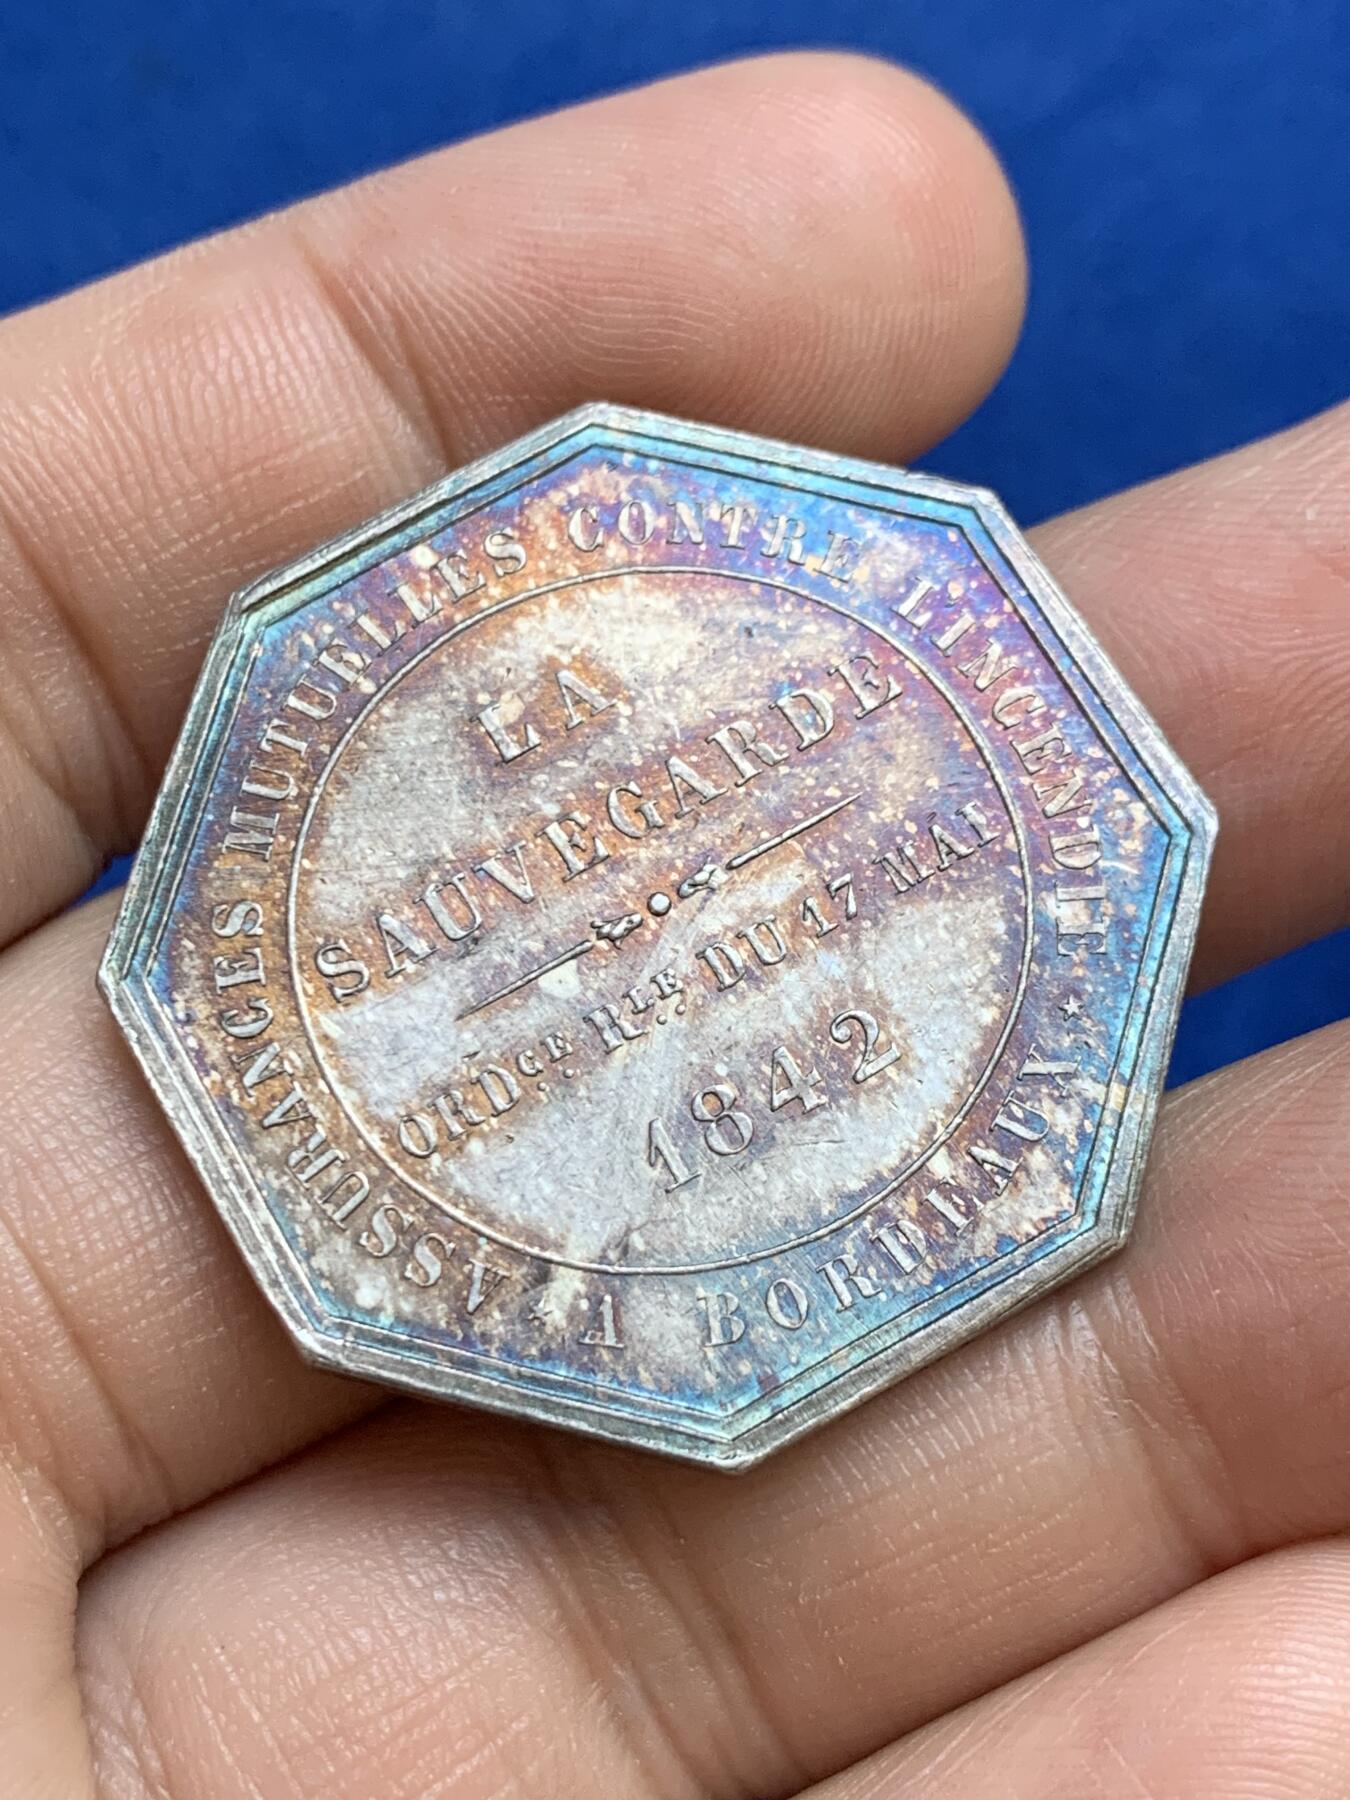 ASSURANCES MUTUELLES CONTRE L'INCENDIE
LA
SAUVEGARDE
ORDCE RLE DU 17 MAI
1842
* A BORDEAUX *